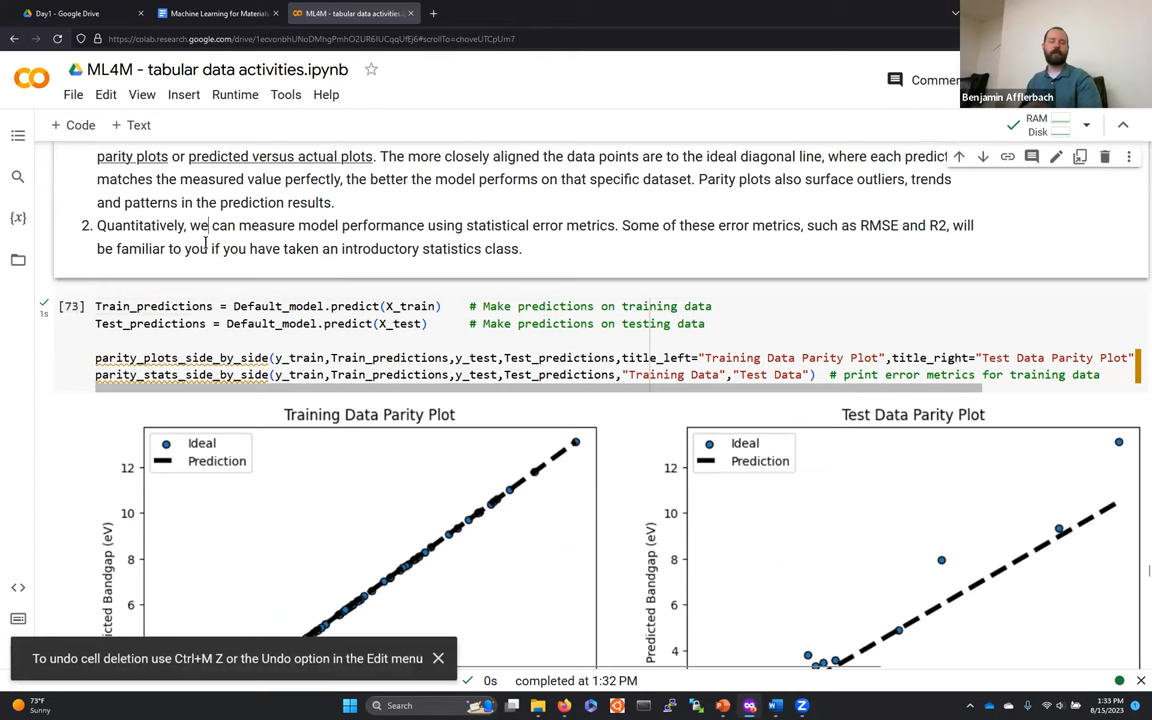 Day1 - Google Drive
Machine Learning for Materials
ML4M - tabular data activities.i
https://colab.research.google.com/drive/1ecvonbhUNoDMhgPmhO2UR6IUCqqUfEj6#scrollTo=choveUTCpUm7
ML4M - tabular data activities.ipynb
File Edit View Insert Runtime Tools Help
Comme
Benjamin Afflerbach
+ Code + Text
RAM
Disk
parity plots or predicted versus actual plots. The more closely aligned the data points are to the ideal diagonal line, where each predict
matches the measured value perfectly, the better the model performs on that specific dataset. Parity plots also surface outliers, trends
and patterns in the prediction results.
2. Quantitatively, we can measure model performance using statistical error metrics. Some of these error metrics, such as RMSE and R2, will
be familiar to you if you have taken an introductory statistics class.
[73] Train_predictions = Default_model.predict(X_train) # Make predictions on training data
1s
Test_predictions = Default_model.predict(X_test) # Make predictions on testing data
parity_plots_side_by_side(y_train,Train_predictions,y_test,Test_predictions,title_left="Training Data Parity Plot",title_right="Test Data Parity Plot"
parity_stats_side_by_side(y_train,Train_predictions,y_test,Test_predictions,"Training Data","Test Data") # print error metrics for training data
Training Data Parity Plot
Ideal
Prediction
12
10
8
6
dicted Bandgap (eV)
Test Data Parity Plot
Ideal
Prediction
12
10
8
6
4
Predicted Bandgap (eV)
To undo cell deletion use Ctrl+M Z or the Undo option in the Edit menu
0s completed at 1:32 PM
73°F
Sunny
Search
1:33 PM
8/15/2023